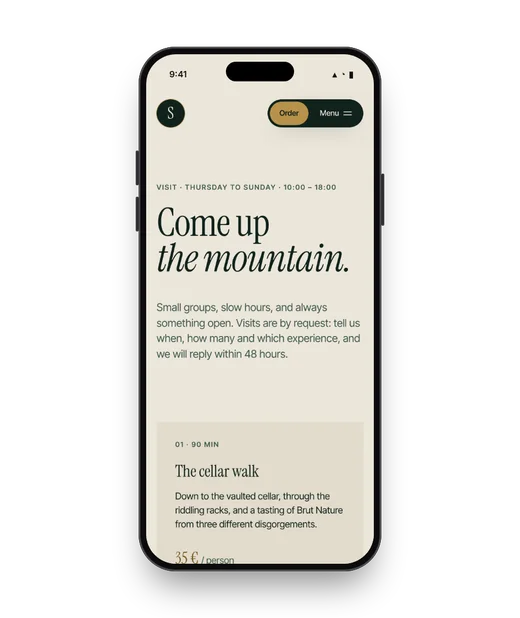 9:41
S
Order
Menu
VISIT · THURSDAY TO SUNDAY · 10:00 – 18:00
Come up
the mountain.
Small groups, slow hours, and always
something open. Visits are by request: tell us
when, how many and which experience, and
we will reply within 48 hours.
01 · 90 MIN
The cellar walk
Down to the vaulted cellar, through the
riddling racks, and a tasting of Brut Nature
from three different disgorgements.
35 € / person